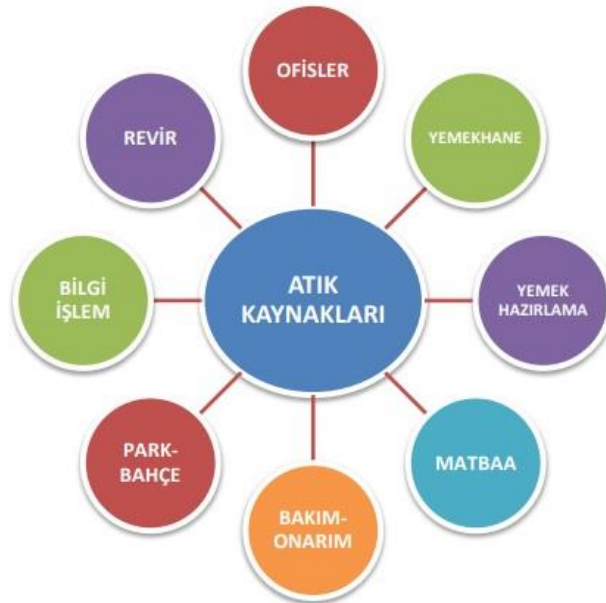 OFİSLER
YEMEKHANE
YEMEK
HAZIRLAMA
MATBAA
BAKIM-
ONARIM
PARK-
BAHÇE
BİLGİ
İŞLEM
REVİR
ATIK
KAYNAKLARI